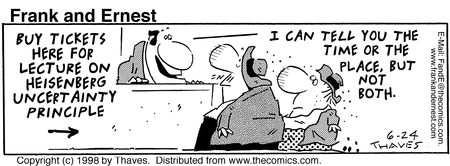 Frank and Ernest
BUY TICKETS
HERE FOR
LECTURE ON
HEISENBERG
UNCERTAINTY
PRINCIPLE
I CAN TELL YOU THE
TIME OR THE
PLACE, BUT
NOT
BOTH.
E-Mail: FandE@thecomics.com
www.frankandernest.com
6-24
THAVES
Copyright (c) 1998 by Thaves. Distributed from www.thecomics.com.